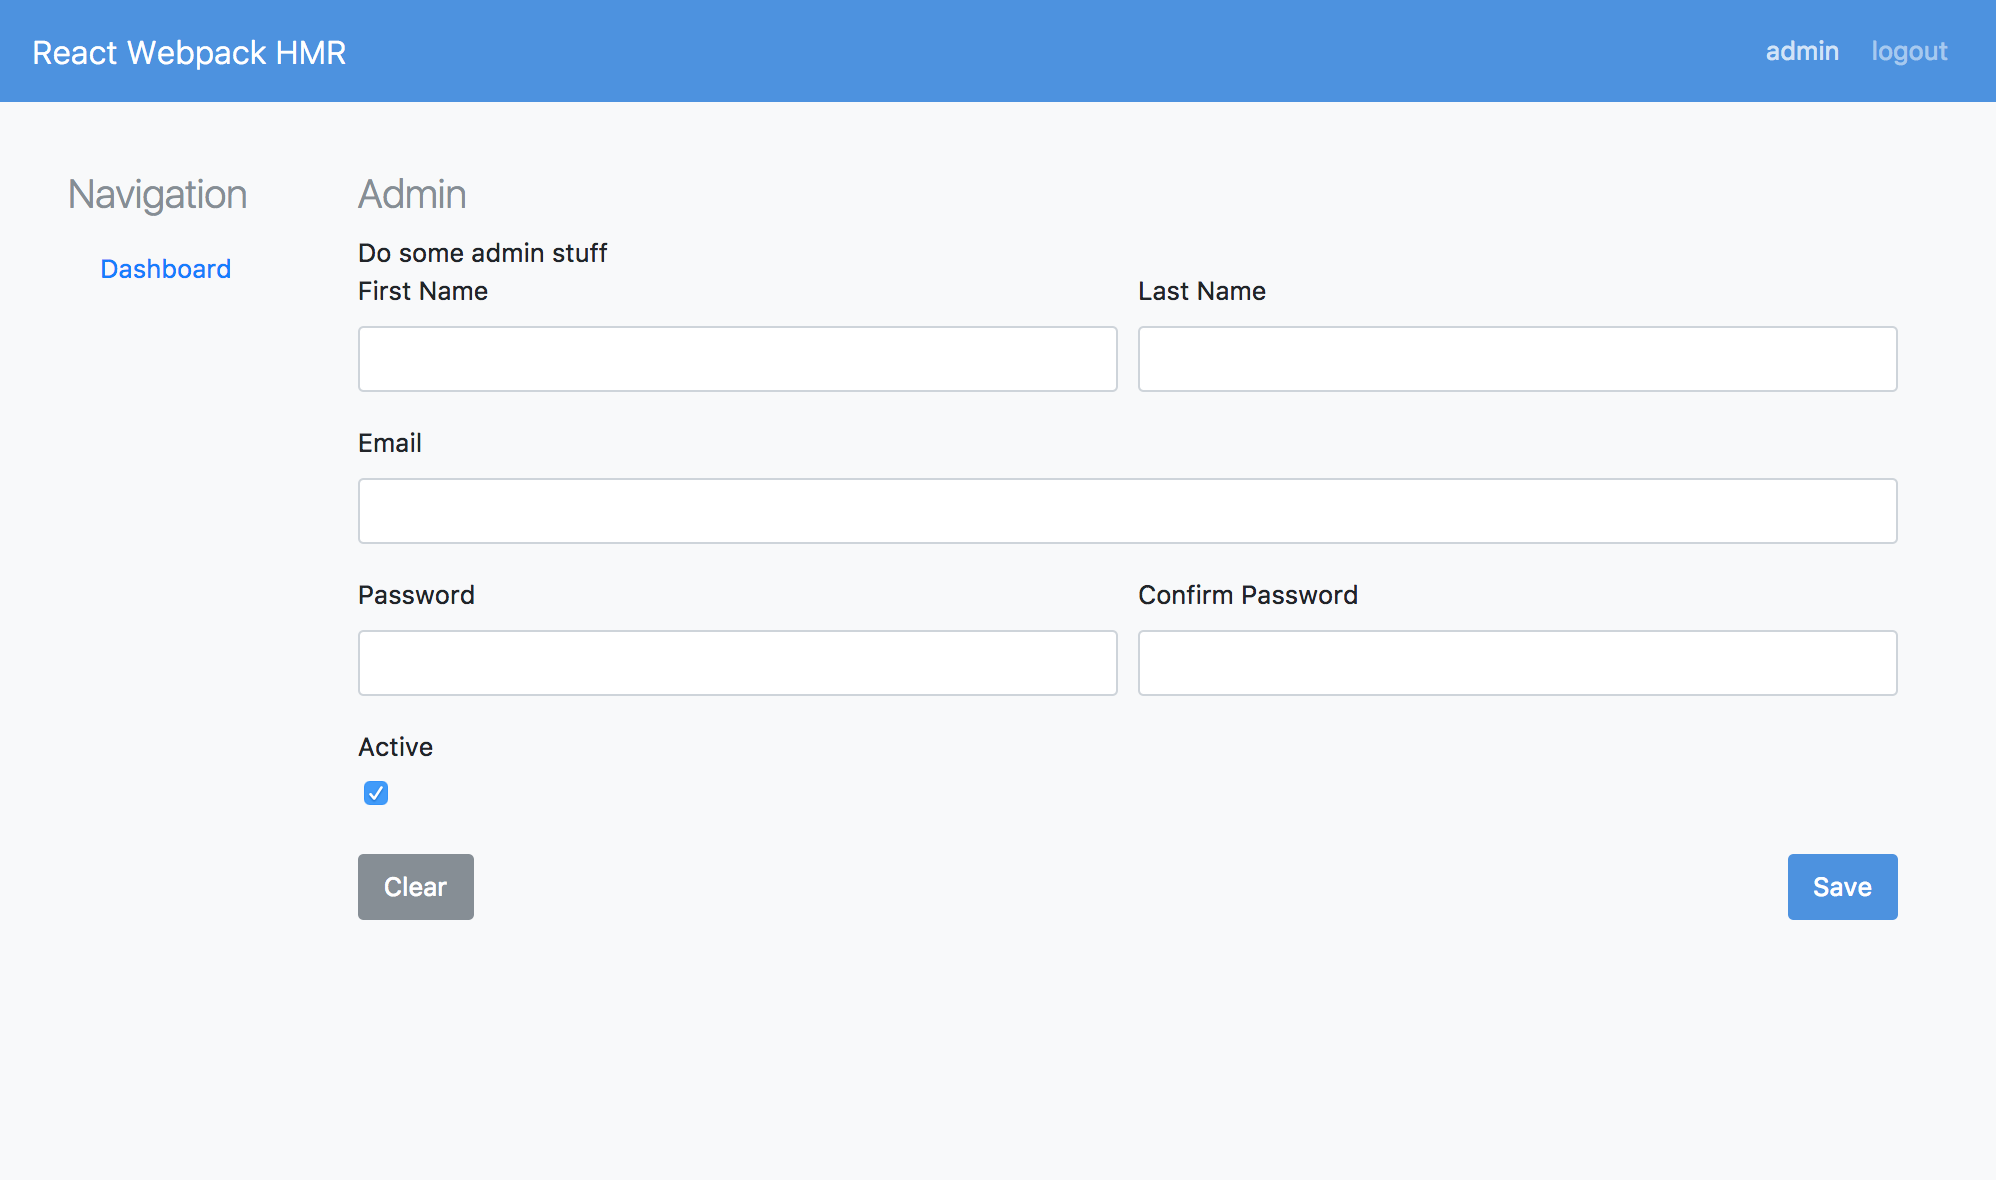 React Webpack HMR
admin logout
Navigation
Dashboard
Admin
Do some admin stuff
First Name
Last Name
Email
Password
Confirm Password
Active
Clear
Save